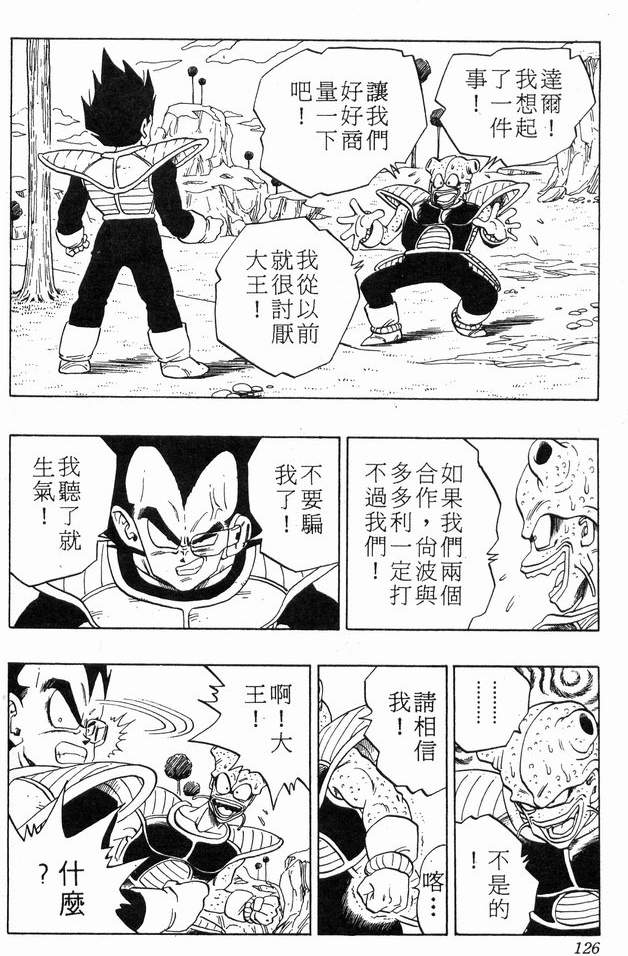 達爾！
我想起
了一件
事！
讓我們
好好商
量一下
吧！
我從以前
就很討厭
大王！
如果我們兩個
合作，尙波與
多多利一定打
不過我們！
不要騙
我了！
我聽了就
生氣！
⋯⋯
不是的
！
請相信
我！
喀⋯
啊！大
王！
什麼
？
126